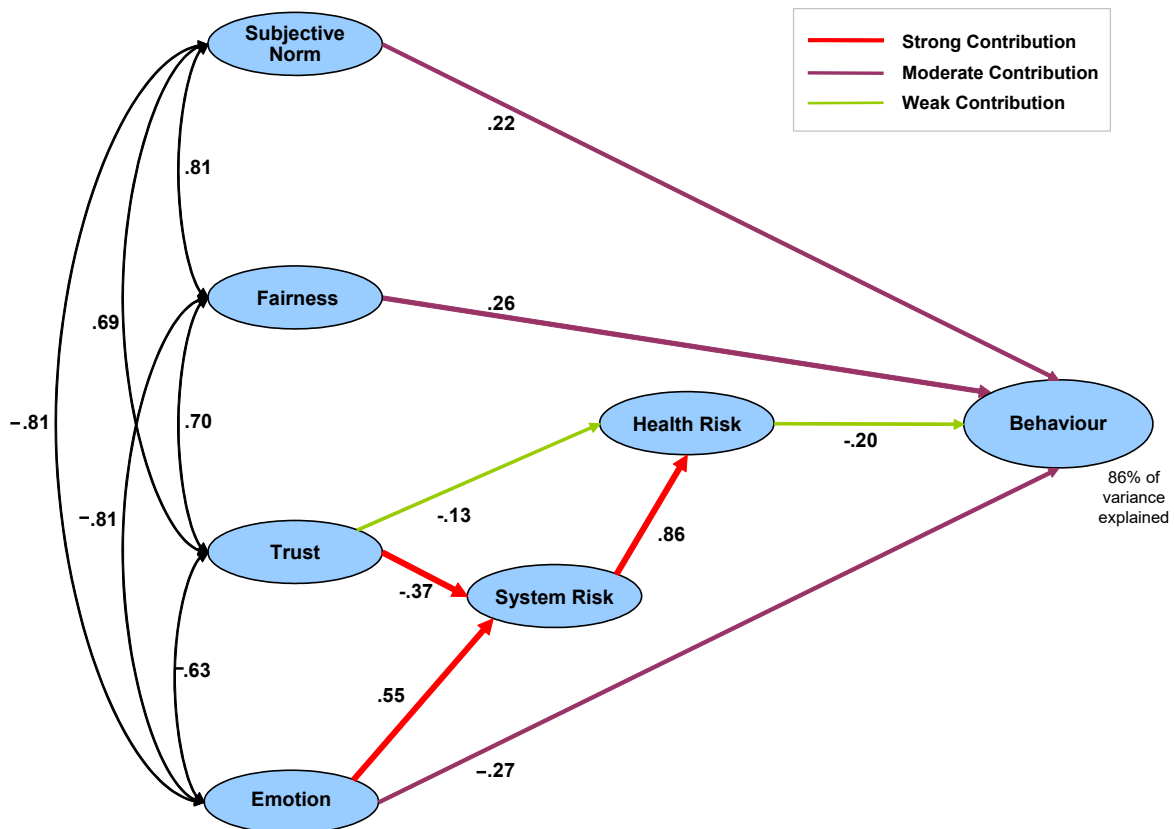 Subjective
Norm
Strong Contribution
Moderate Contribution
Weak Contribution
.22
.81
Fairness
.26
.69
−.81
.70
Health Risk
-.20
Behaviour
86% of
variance
explained
−.81
-.13
.86
Trust
-.37
System Risk
−.63
.55
−.27
Emotion